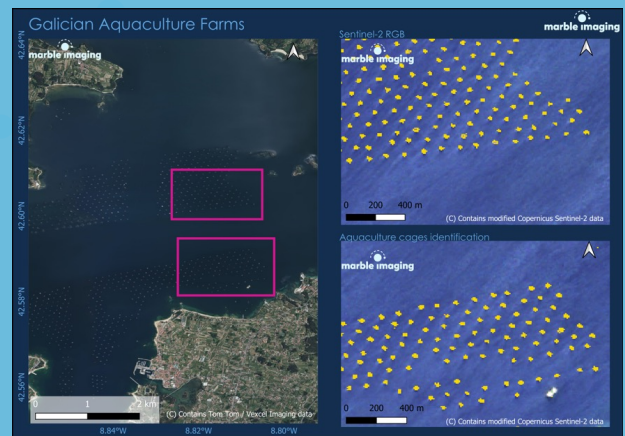 Galician Aquaculture Farms
marble imaging
42.64°N
42.62°N
42.60°N
42.58°N
42.56°N
marble imaging
0 1 2 km
(C) Contains Tom Tom / Vexcel Imaging data
8.84°W 8.82°W 8.80°W
Sentinel-2 RGB
marble imaging
0 200 400 m
(C) Contains modified Copernicus Sentinel-2 data
Aquaculture cages identification
marble imaging
0 200 400 m
(C) Contains modified Copernicus Sentinel-2 data